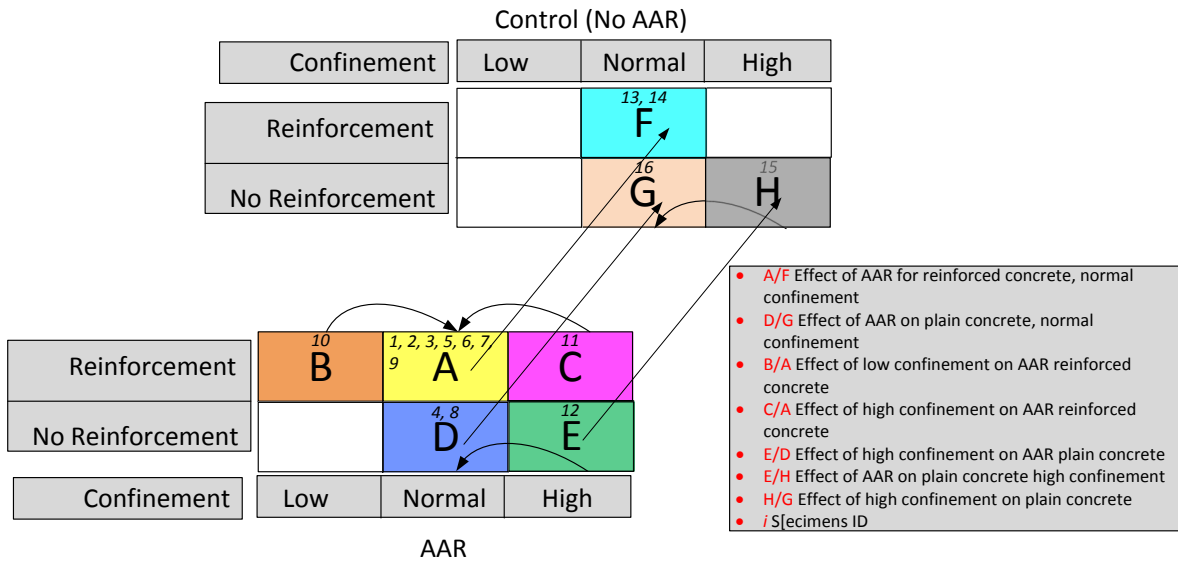 Control (No AAR)
Confinement Low Normal High
Reinforcement
13, 14
F
No Reinforcement
16
G
15
H
Reinforcement
10
B
1, 2, 3, 5, 6, 7,
9
A
11
C
No Reinforcement
4, 8
D
12
E
Confinement Low Normal High
AAR
• A/F Effect of AAR for reinforced concrete, normal
confinement
• D/G Effect of AAR on plain concrete, normal
confinement
• B/A Effect of low confinement on AAR reinforced
concrete
• C/A Effect of high confinement on AAR reinforced
concrete
• E/D Effect of high confinement on AAR plain concrete
• E/H Effect of AAR on plain concrete high confinement
• H/G Effect of high confinement on plain concrete
• i S[ecimens ID